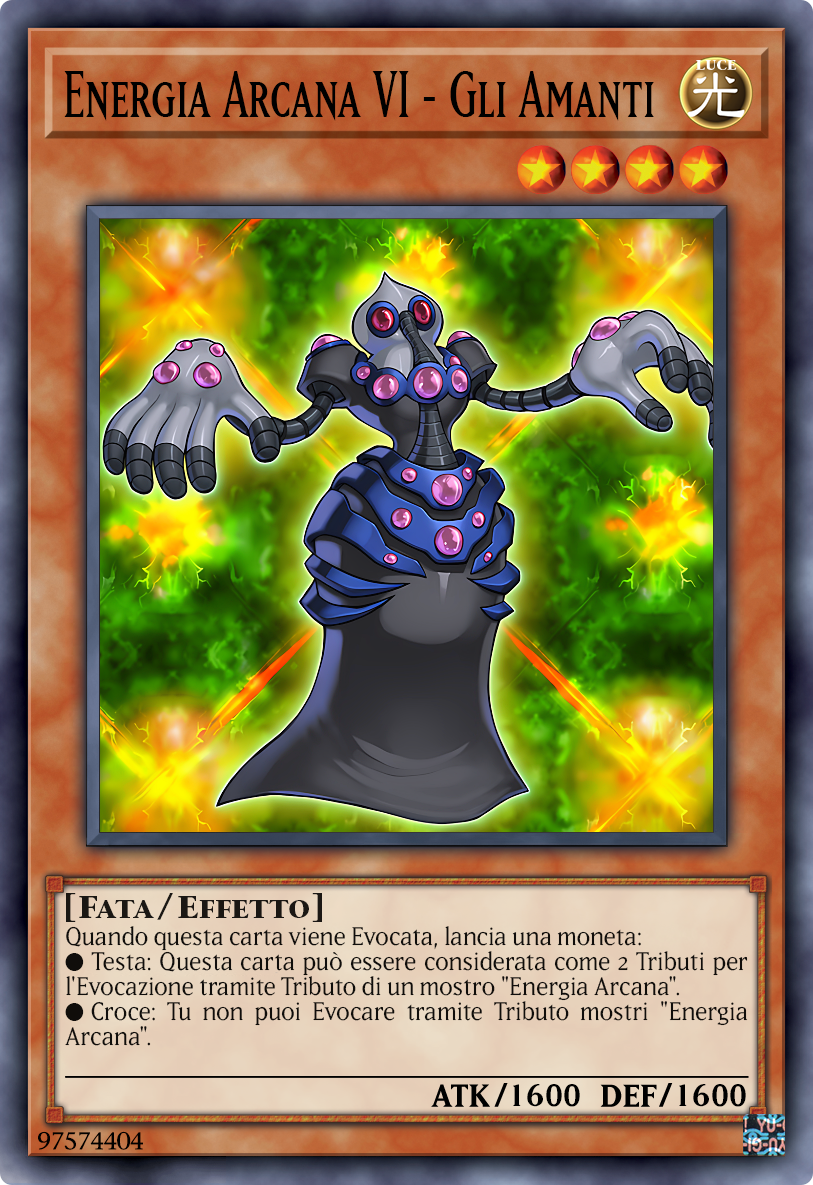 Energia Arcana VI - Gli Amanti
LUCE
光
[Fata/Effetto]
Quando questa carta viene Evocata, lancia una moneta:
● Testa: Questa carta può essere considerata come 2 Tributi per
l'Evocazione tramite Tributo di un mostro "Energia Arcana".
● Croce: Tu non puoi Evocare tramite Tributo mostri "Energia
Arcana".
ATK/1600 DEF/1600
97574404